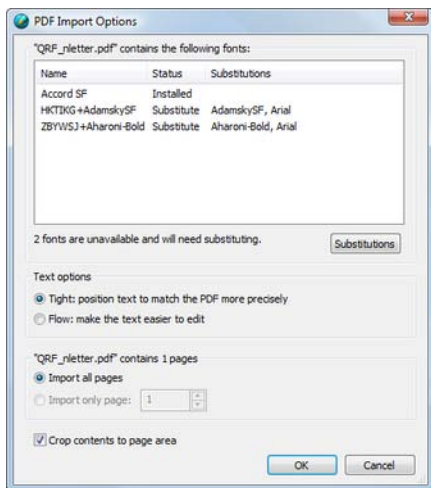 PDF Import Options
"QRF_nletter.pdf" contains the following fonts:
Name Status Substitutions
Accord SF Installed
HKTIKG+AdamskySF Substitute AdamskySF, Arial
ZBYWSJ+Aharoni-Bold Substitute Aharoni-Bold, Arial
2 fonts are unavailable and will need substituting.
Substitutions
Text options
Tight: position text to match the PDF more precisely
Flow: make the text easier to edit
"QRF_nletter.pdf" contains 1 pages
Import all pages
Import only page: 1
Crop contents to page area
OK Cancel